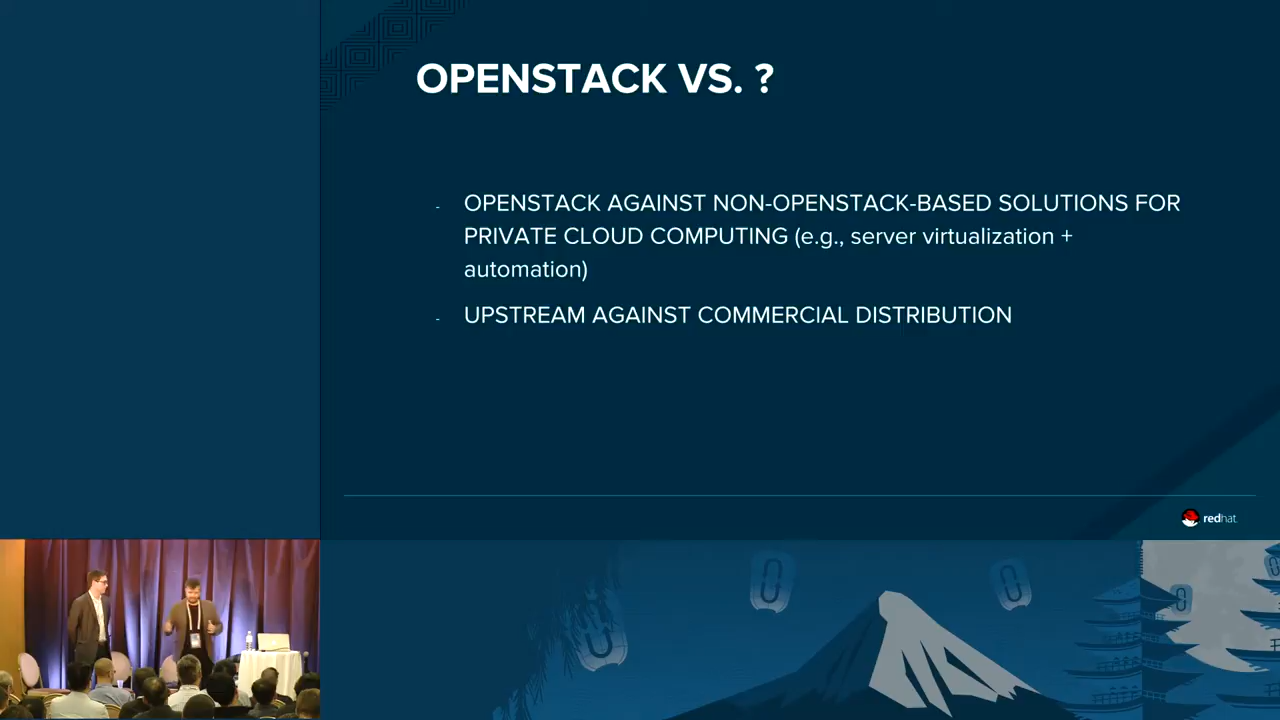 OPENSTACK VS. ?
- OPENSTACK AGAINST NON-OPENSTACK-BASED SOLUTIONS FOR
PRIVATE CLOUD COMPUTING (e.g., server virtualization +
automation)
- UPSTREAM AGAINST COMMERCIAL DISTRIBUTION
redhat.